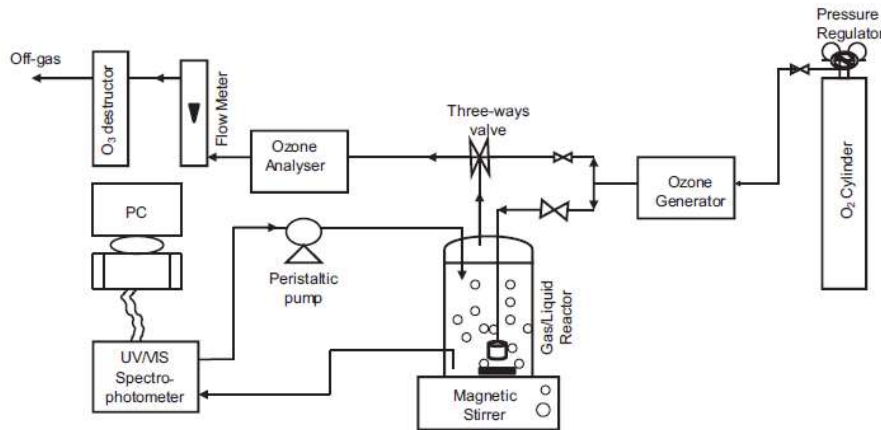 Pressure
Regulator
Off-gas
O₃ destructor
Flow Meter
Three-ways
valve
Ozone
Analyser
Ozone
Generator
O₂ Cylinder
PC
Peristaltic
pump
Gas/Liquid
Reactor
UV/VIS
Spectro-
photometer
Magnetic
Stirrer